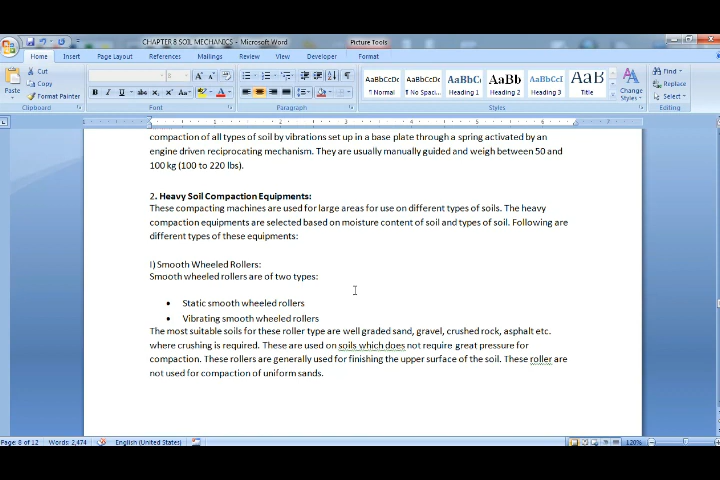 CHAPTER 8 SOIL MECHANICS - Microsoft Word
Picture Tools
Home Insert Page Layout References Mailings Review View Developer Format
Cut
Copy
Format Painter
Paste
Clipboard
Font
Paragraph
AaBbCcDc AaBbCcDc AaBbC AaBb AaBbCcI AaB
¶ Normal ¶ No Spaci... Heading 1 Heading 2 Heading 3 Title
Change Styles
Styles
Find
Replace
Select
Editing
compaction of all types of soil by vibrations set up in a base plate through a spring activated by an
engine driven reciprocating mechanism. They are usually manually guided and weigh between 50 and
100 kg (100 to 220 lbs).
2. Heavy Soil Compaction Equipments:
These compacting machines are used for large areas for use on different types of soils. The heavy
compaction equipments are selected based on moisture content of soil and types of soil. Following are
different types of these equipments:
I) Smooth Wheeled Rollers:
Smooth wheeled rollers are of two types:
• Static smooth wheeled rollers
• Vibrating smooth wheeled rollers
The most suitable soils for these roller type are well graded sand, gravel, crushed rock, asphalt etc.
where crushing is required. These are used on soils which does not require great pressure for
compaction. These rollers are generally used for finishing the upper surface of the soil. These roller are
not used for compaction of uniform sands.
Page: 8 of 12 Words: 2,474 English (United States) 120%